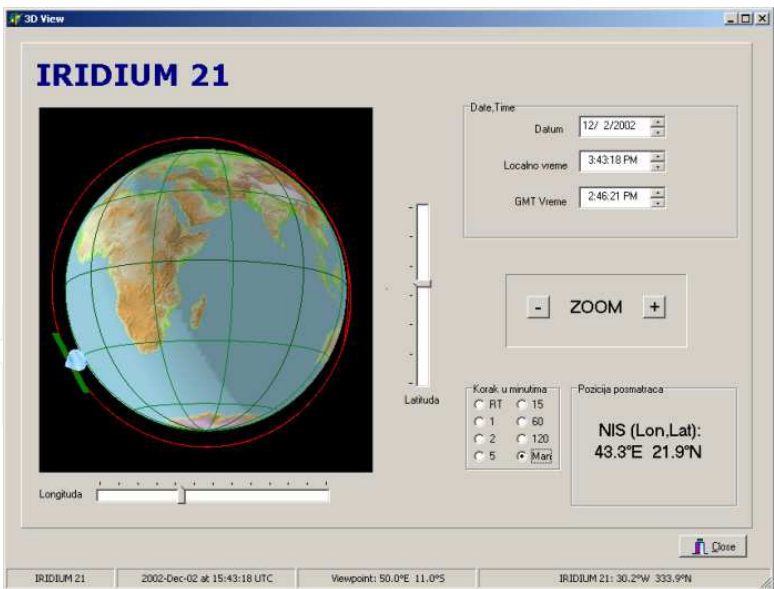 3D View
IRIDIUM 21
Date,Time
Datum 12/ 2/2002
Localno vreme 3:43:18 PM
GMT Vreme 2:46:21 PM
- ZOOM +
Latituda
Korak u minutima
RT 15
1 60
2 120
5 Man
Pozicija posmatraca
NIS (Lon,Lat):
43.3°E 21.9°N
Longituda
Close
IRIDIUM 21 2002-Dec-02 at 15:43:18 UTC Viewpoint: 50.0°E 11.0°S IRIDIUM 21: 30.2°W 333.9°N